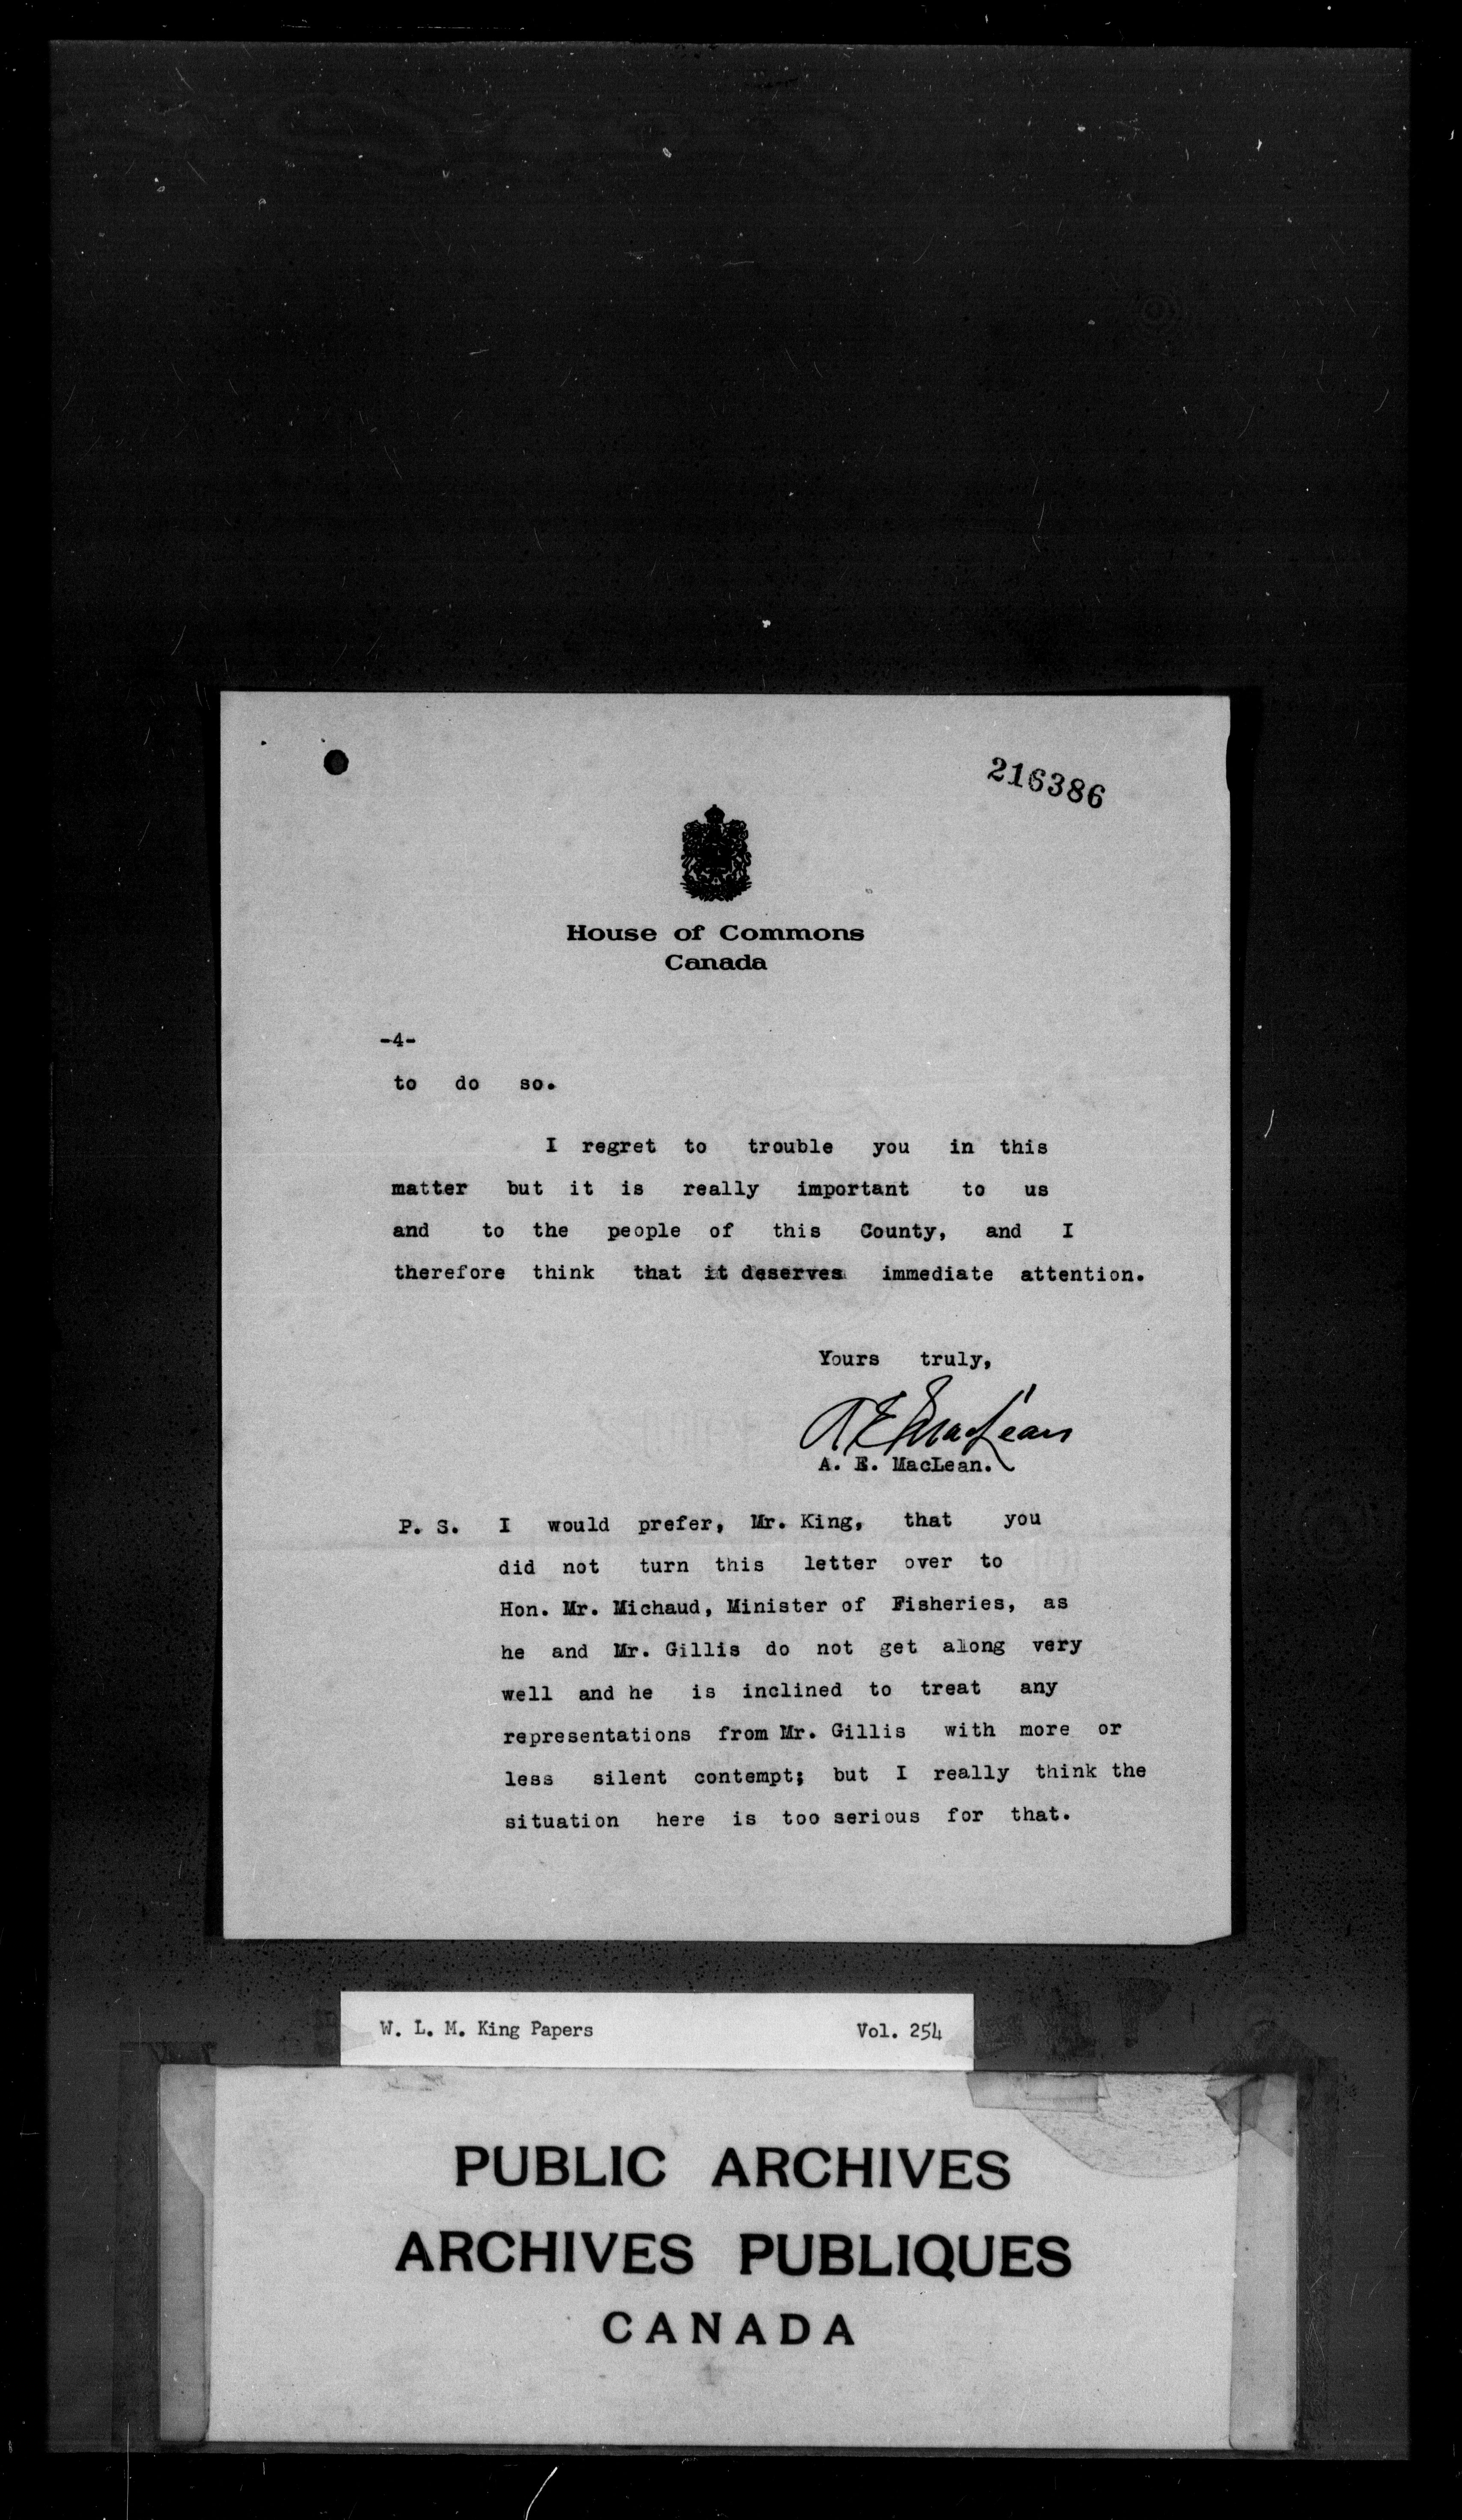 216386
House of Commons
Canada
-4-
to do so.
I regret to trouble you in this
matter but it is really important to us
and to the people of this County, and I
therefore think that it deserves immediate attention.
Yours truly,
A E MacLean
A. E. MacLean.
P. S. I would prefer, Mr. King, that you
did not turn this letter over to
Hon. Mr. Michaud, Minister of Fisheries, as
he and Mr. Gillis do not get along very
well and he is inclined to treat any
representations from Mr. Gillis with more or
less silent contempt; but I really think the
situation here is too serious for that.
W. L. M. King Papers Vol. 254
PUBLIC ARCHIVES
ARCHIVES PUBLIQUES
CANADA